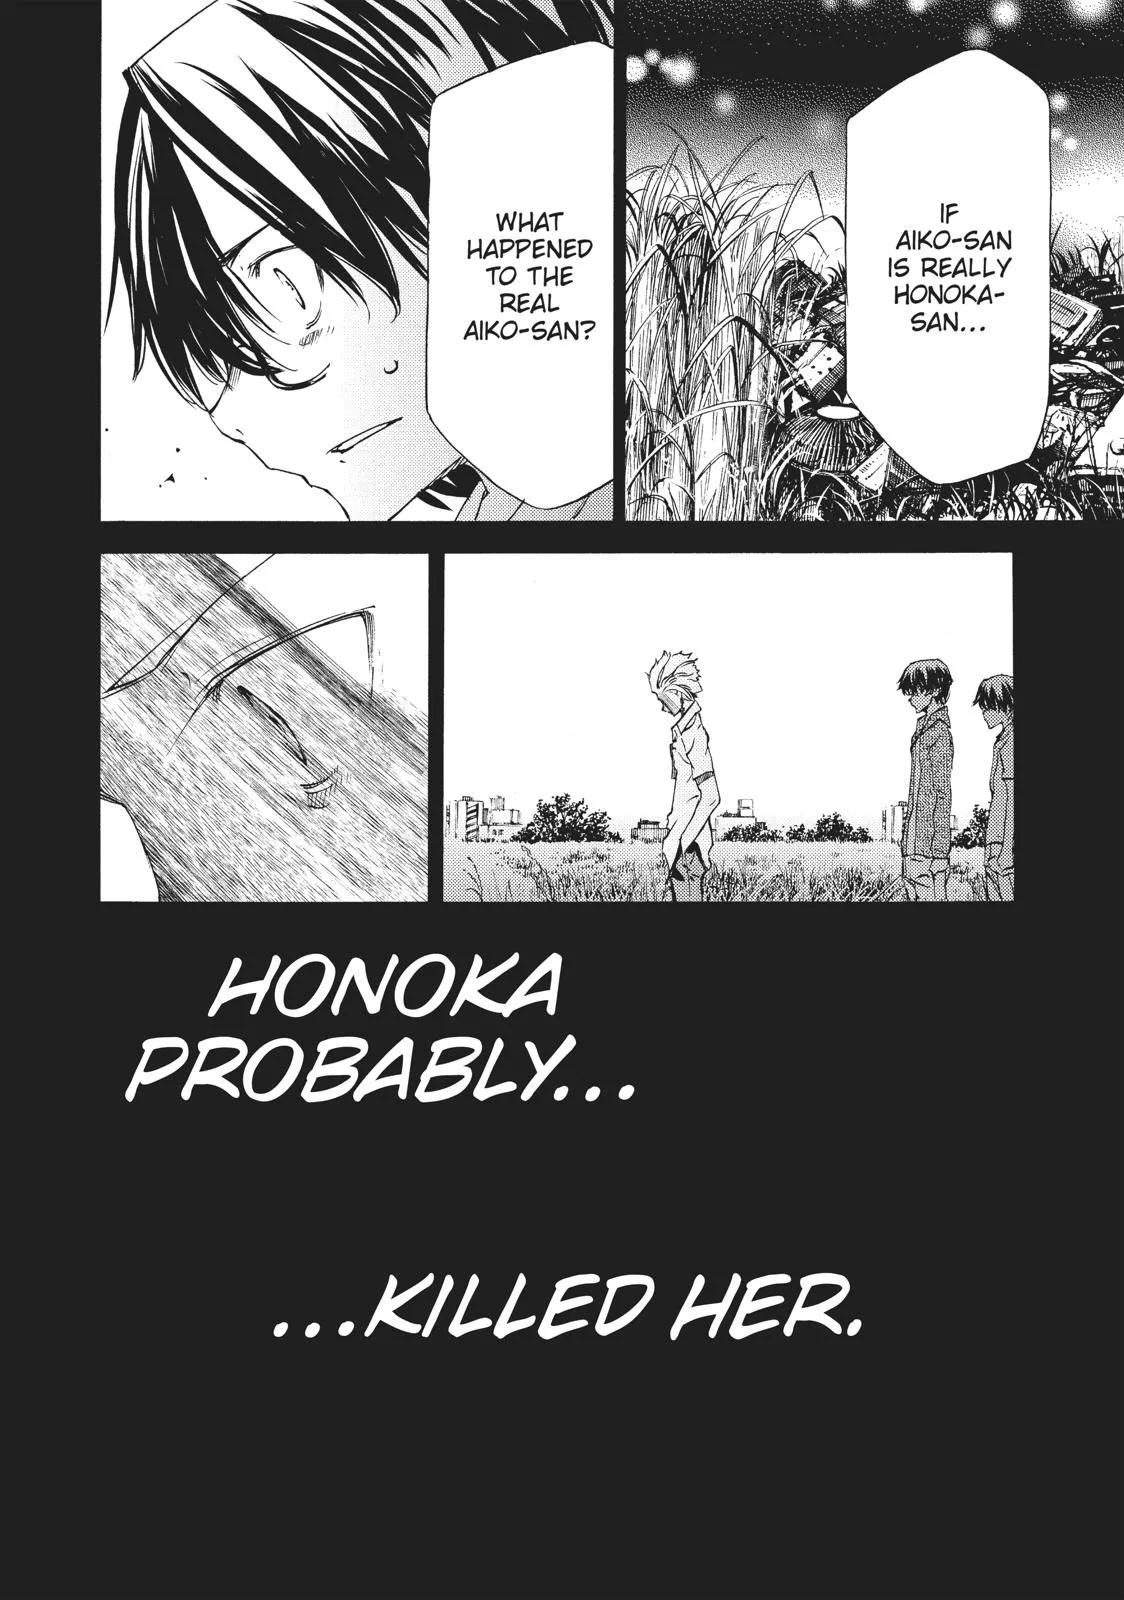 IF
AIKO-SAN
IS REALLY
HONOKA-
SAN...
WHAT
HAPPENED
TO THE
REAL
AIKO-SAN?
HONOKA
PROBABLY...
...KILLED HER.